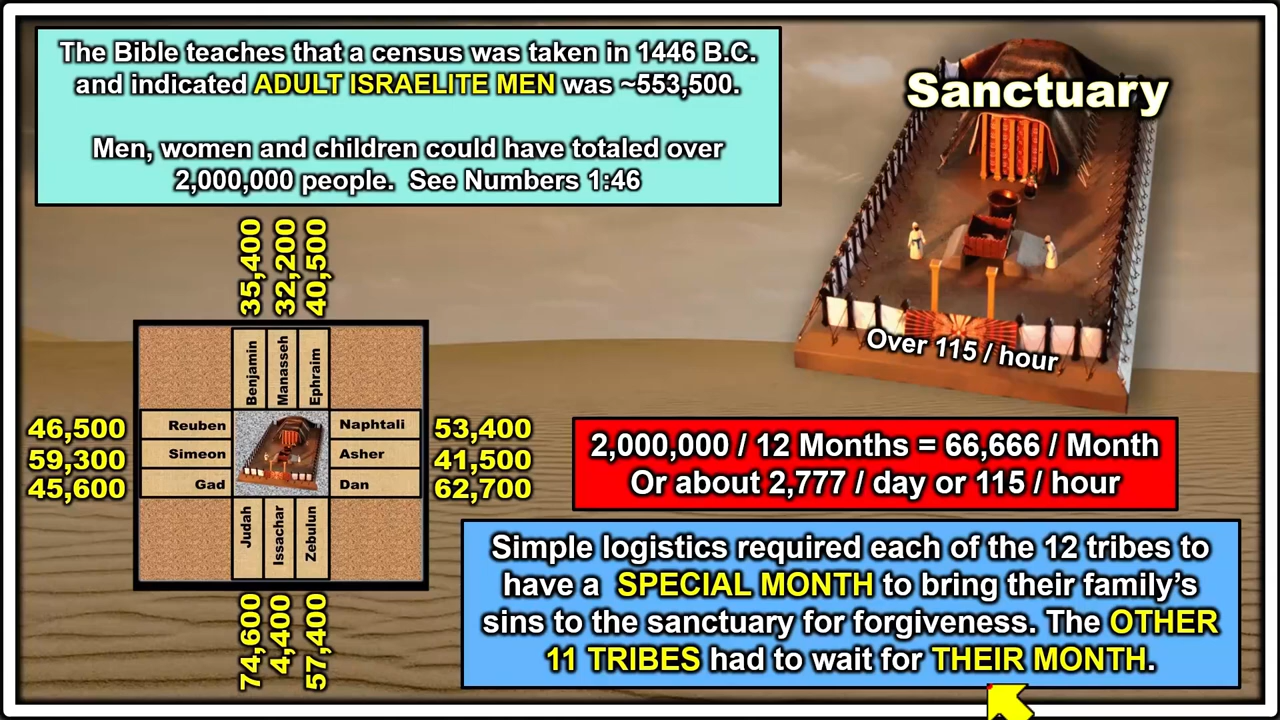 The Bible teaches that a census was taken in 1446 B.C.
and indicated ADULT ISRAELITE MEN was ~553,500.
Men, women and children could have totaled over
2,000,000 people. See Numbers 1:46
Sanctuary
Over 115 / hour
35,400
32,200
40,500
Benjamin
Manasseh
Ephraim
46,500
59,300
45,600
Reuben
Simeon
Gad
Naphtali
Asher
Dan
53,400
41,500
62,700
Judah
Issachar
Zebulun
74,600
4,400
57,400
2,000,000 / 12 Months = 66,666 / Month
Or about 2,777 / day or 115 / hour
Simple logistics required each of the 12 tribes to
have a SPECIAL MONTH to bring their family's
sins to the sanctuary for forgiveness. The OTHER
11 TRIBES had to wait for THEIR MONTH.